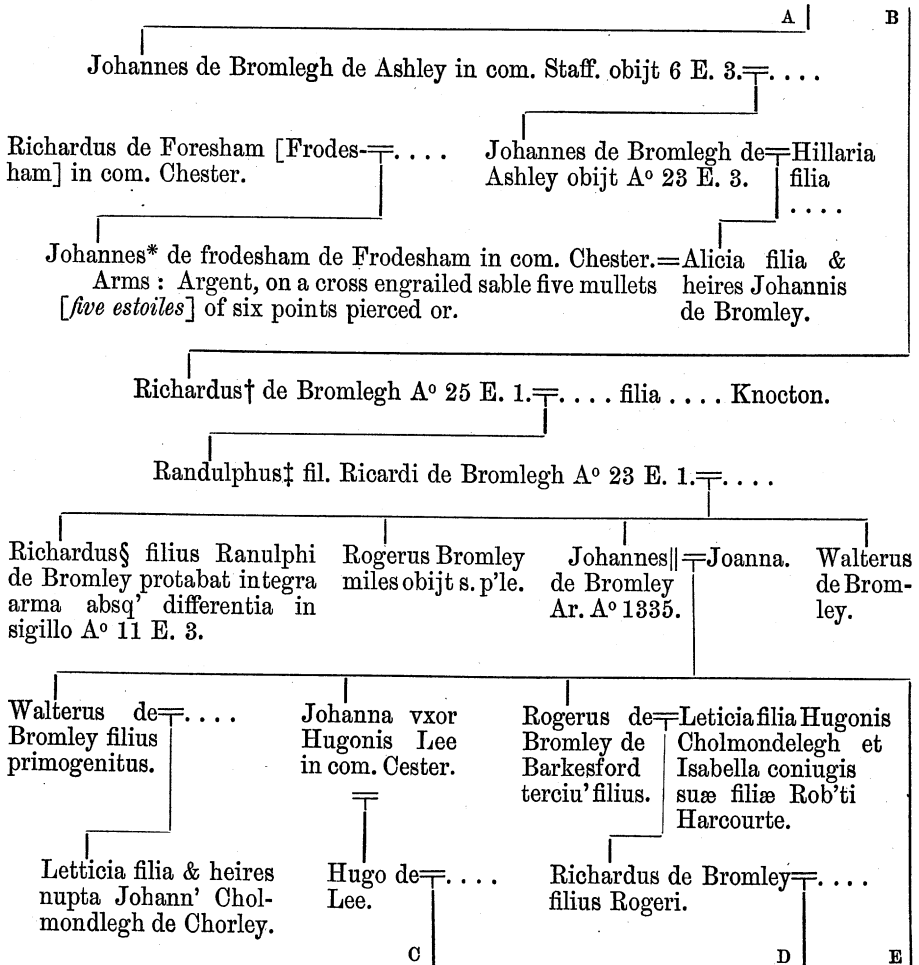 A B
Johannes de Bromlegh de Ashley in com. Staff. obijt 6 E. 3.=. . . .
Richardus de Foresham [Frodes-=. . . .
ham] in com. Chester.
Johannes de Bromlegh de=Hillaria
Ashley obijt Aº 23 E. 3. filia
. . . .
Johannes* de frodesham de Frodesham in com. Chester.=Alicia filia &
Arms : Argent, on a cross engrailed sable five mullets heires Johannis
[five estoiles] of six points pierced or. de Bromley.
Richardus† de Bromlegh Aº 25 E. 1.=. . . . filia . . . . Knocton.
Randulphus‡ fil. Ricardi de Bromlegh Aº 23 E. 1.=. . . .
Richardus§ filius Ranulphi
de Bromley protabat integra
arma absq' differentia in
sigillo Aº 11 E. 3.
Rogerus Bromley
miles obijt s. p'le.
Johannes||=Joanna.
de Bromley
Ar. Aº 1335.
Walterus
de Brom-
ley.
Walterus de=. . . .
Bromley filius
primogenitus.
Johanna vxor
Hugonis Lee
in com. Cester.
=
Rogerus de=Leticia filia Hugonis
Bromley de Cholmondelegh et
Barkesford Isabella coniugis
terciu' filius. suæ filiæ Rob'ti
Harcourte.
Letticia filia & heires
nupta Johann' Chol-
mondlegh de Chorley.
Hugo de=. . . .
Lee.
Richardus de Bromley=. . . .
filius Rogeri.
C D E